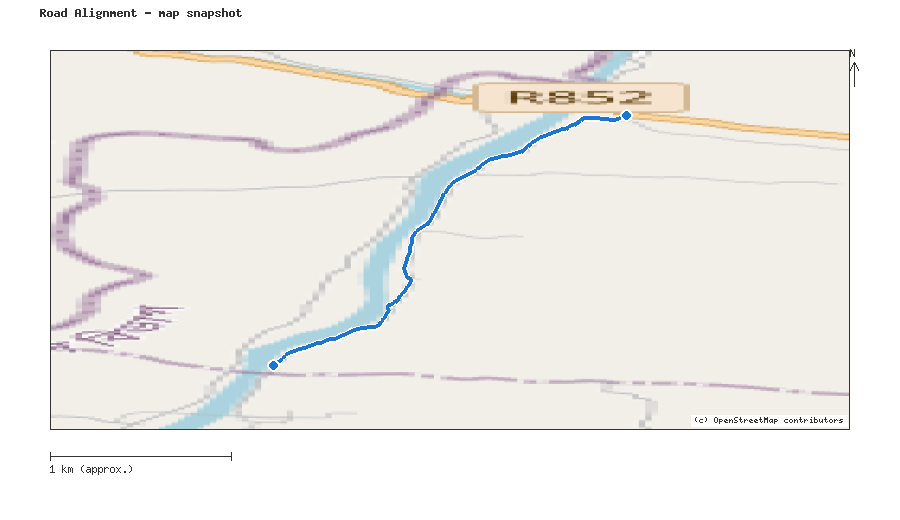 Road Alignment - map snapshot
N
R852
(c) OpenStreetMap contributors
1 km (approx.)